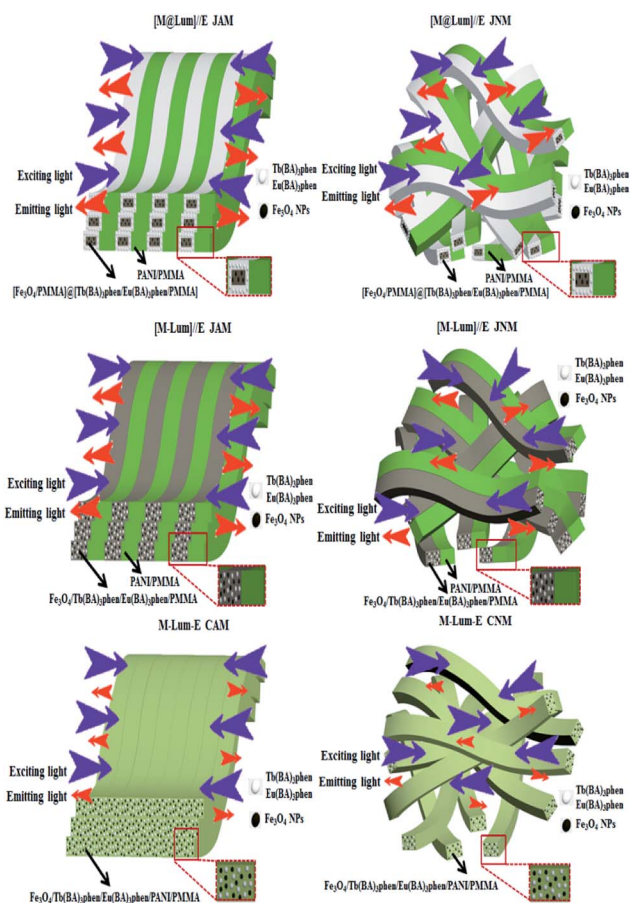 [M@Lum]//E JAM
Exciting light
Emitting light
Tb(BA)₃phen
Eu(BA)₃phen
Fe₃O₄ NPs
PANI/PMMA
[Fe₃O₄/PMMA]@[Tb(BA)₃phen/Eu(BA)₃phen/PMMA]
[M@Lum]//E JNM
Exciting light
Emitting light
Tb(BA)₃phen
Eu(BA)₃phen
Fe₃O₄ NPs
PANI/PMMA
[Fe₃O₄/PMMA]@[Tb(BA)₃phen/Eu(BA)₃phen/PMMA]
[M-Lum]//E JAM
Exciting light
Emitting light
Tb(BA)₃phen
Eu(BA)₃phen
Fe₃O₄ NPs
PANI/PMMA
Fe₃O₄/Tb(BA)₃phen/Eu(BA)₃phen/PMMA
[M-Lum]//E JNM
Tb(BA)₃phen
Eu(BA)₃phen
Fe₃O₄ NPs
Exciting light
Emitting light
PANI/PMMA
Fe₃O₄/Tb(BA)₃phen/Eu(BA)₃phen/PMMA
M-Lum-E CAM
Exciting light
Emitting light
Tb(BA)₃phen
Eu(BA)₃phen
Fe₃O₄ NPs
Fe₃O₄/Tb(BA)₃phen/Eu(BA)₃phen/PANI/PMMA
M-Lum-E CNM
Exciting light
Emitting light
Tb(BA)₃phen
Eu(BA)₃phen
Fe₃O₄ NPs
Fe₃O₄/Tb(BA)₃phen/Eu(BA)₃phen/PANI/PMMA